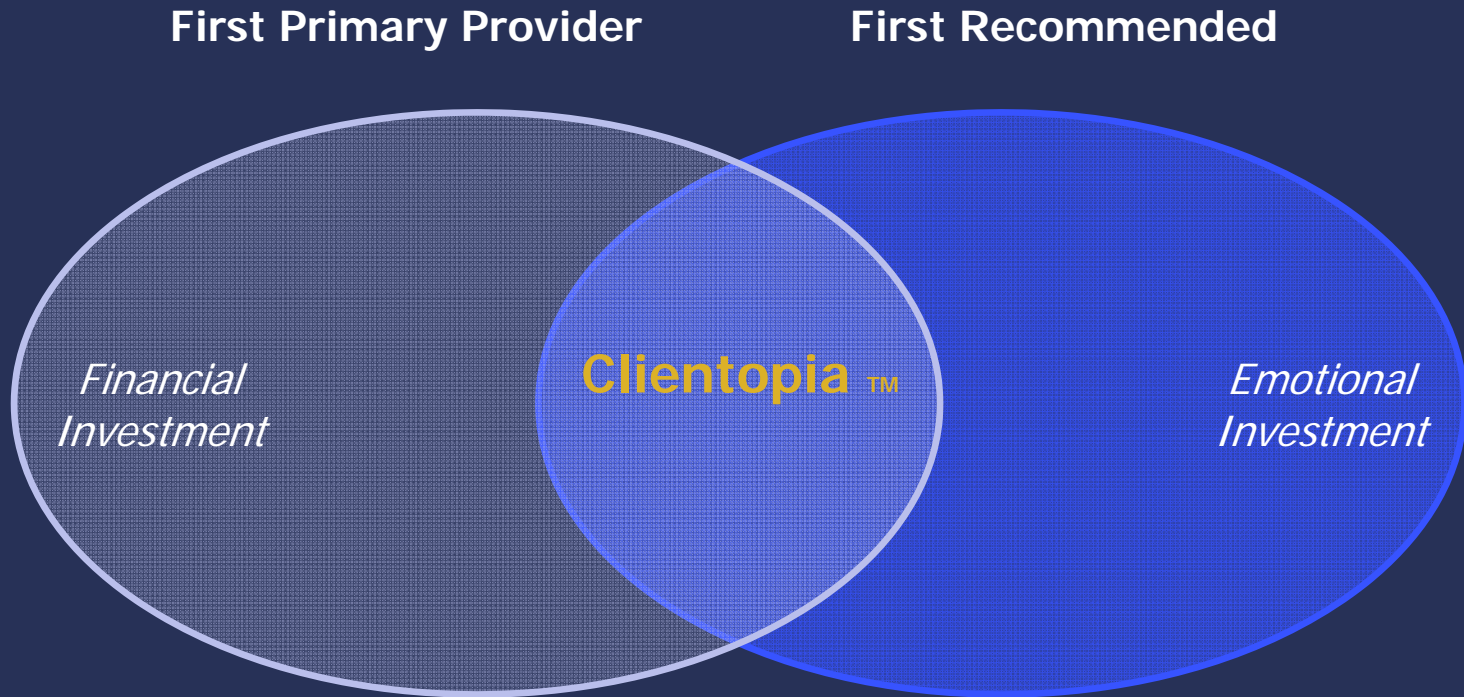 First Primary Provider
First Recommended
Financial
Investment
Clientopia TM
Emotional
Investment